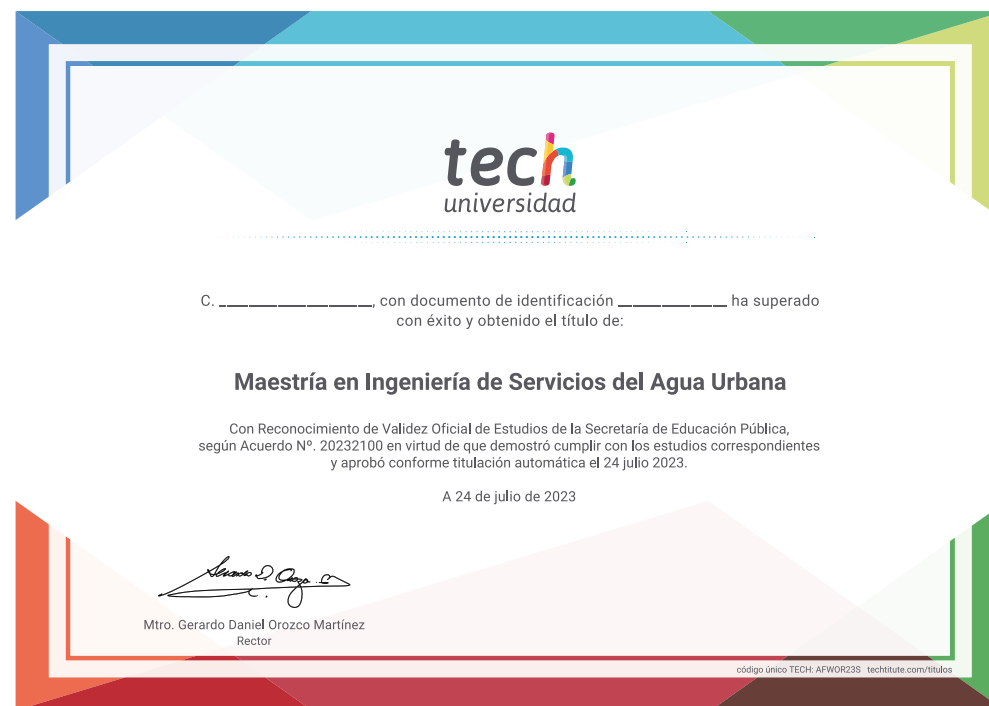 tech
universidad
C. ____________________, con documento de identificación ______________ ha superado
con éxito y obtenido el título de:
Maestría en Ingeniería de Servicios del Agua Urbana
Con Reconocimiento de Validez Oficial de Estudios de la Secretaría de Educación Pública,
según Acuerdo Nº. 20232100 en virtud de que demostró cumplir con los estudios correspondientes
y aprobó conforme titulación automática el 24 julio 2023.
A 24 de julio de 2023
Mtro. Gerardo Daniel Orozco Martínez
Rector
código único TECH: AFWOR23S techtitute.com/titulos